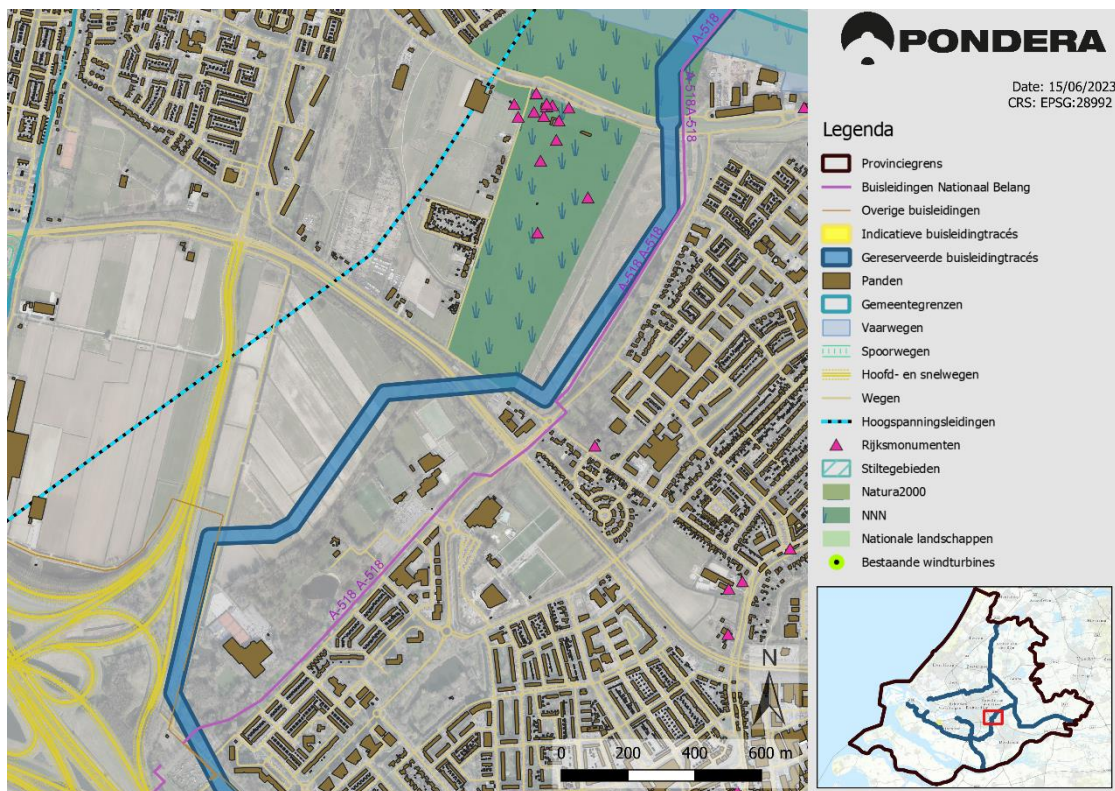 PONDERA
Date: 15/06/2023
CRS: EPSG:28992
Legenda
Provinciegrens
Buisleidingen Nationaal Belang
Overige buisleidingen
Indicatieve buisleidingtracés
Gereserveerde buisleidingtracés
Panden
Gemeentegrenzen
Vaarwegen
Spoorwegen
Hoofd- en snelwegen
Wegen
Hoogspanningsleidingen
Rijksmonumenten
Stiltegebieden
Natura2000
NNN
Nationale landschappen
Bestaande windturbines
A-518
A-518A-518
A-518 A-518
A-518 A-518
N
0 200 400 600 m